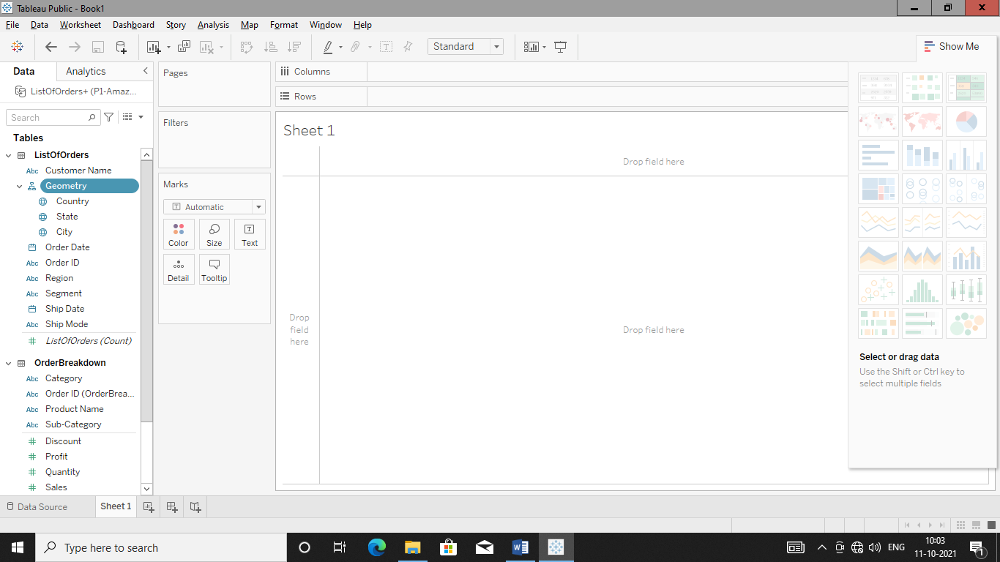 Tableau Public - Book1
File Data Worksheet Dashboard Story Analysis Map Format Window Help
Standard
Show Me
Data Analytics
ListOfOrders+ (P1-Amaz...
Search
Tables
ListOfOrders
Abc Customer Name
Geometry
Country
State
City
Order Date
Abc Order ID
Abc Region
Abc Segment
Ship Date
Abc Ship Mode
ListOfOrders (Count)
OrderBreakdown
Abc Category
Abc Order ID (OrderBrea...
Abc Product Name
Abc Sub-Category
Discount
Profit
Quantity
Sales
Pages
Filters
Marks
Automatic
Color Size Text
Detail Tooltip
Columns
Rows
Sheet 1
Drop field here
Drop
field
here
Drop field here
Select or drag data
Use the Shift or Ctrl key to
select multiple fields
Data Source Sheet 1
Type here to search
ENG
10:03
11-10-2021
1